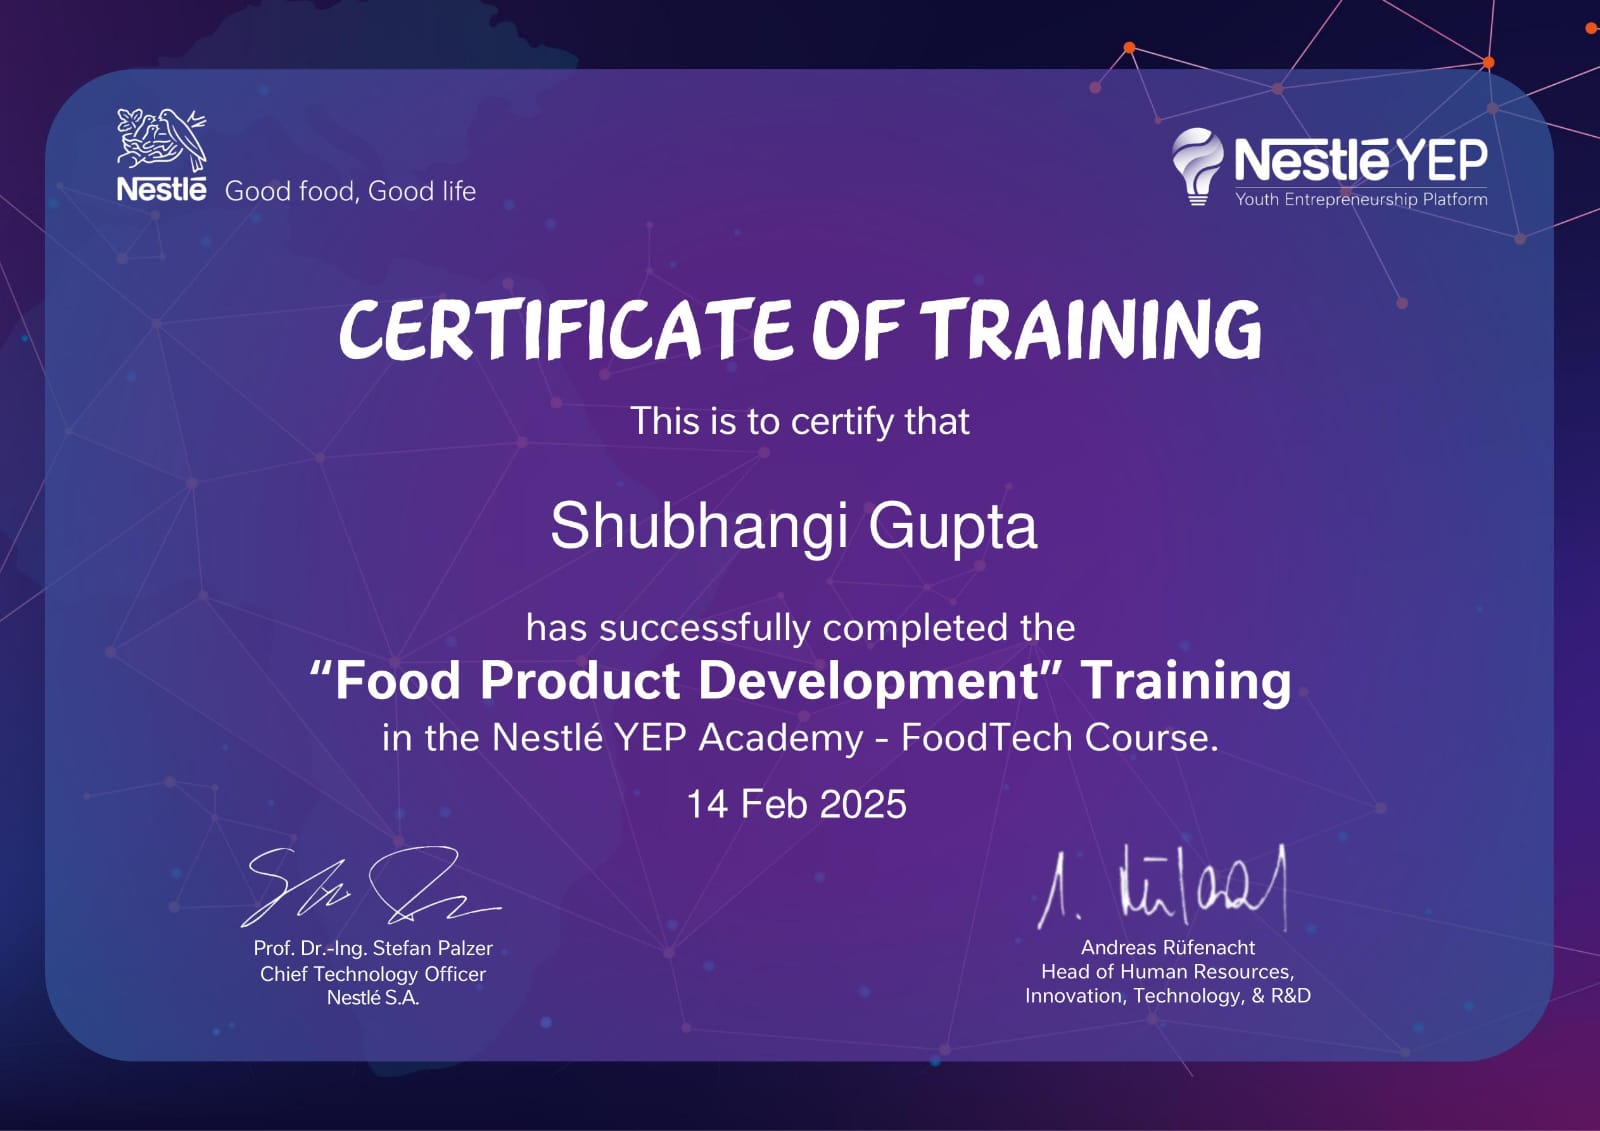 Nestlé Good food, Good life
Nestlé YEP
Youth Entrepreneurship Platform
CERTIFICATE OF TRAINING
This is to certify that
Shubhangi Gupta
has successfully completed the
“Food Product Development” Training
in the Nestlé YEP Academy - FoodTech Course.
14 Feb 2025
Prof. Dr.-Ing. Stefan Palzer
Chief Technology Officer
Nestlé S.A.
Andreas Rüfenacht
Head of Human Resources,
Innovation, Technology, & R&D